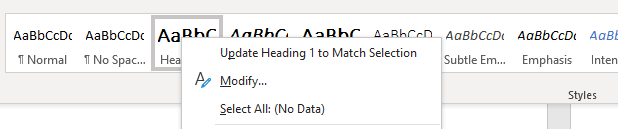 AaBbCcDc AaBbCcDc AaBbC AaBbCc AaBbC AaBbCcD AaBbCcDc AaBbCcDc AaBbCcDc
¶ Normal ¶ No Spac... Hea Subtle Em... Emphasis Inten
Update Heading 1 to Match Selection
Modify...
Select All: (No Data)
Styles